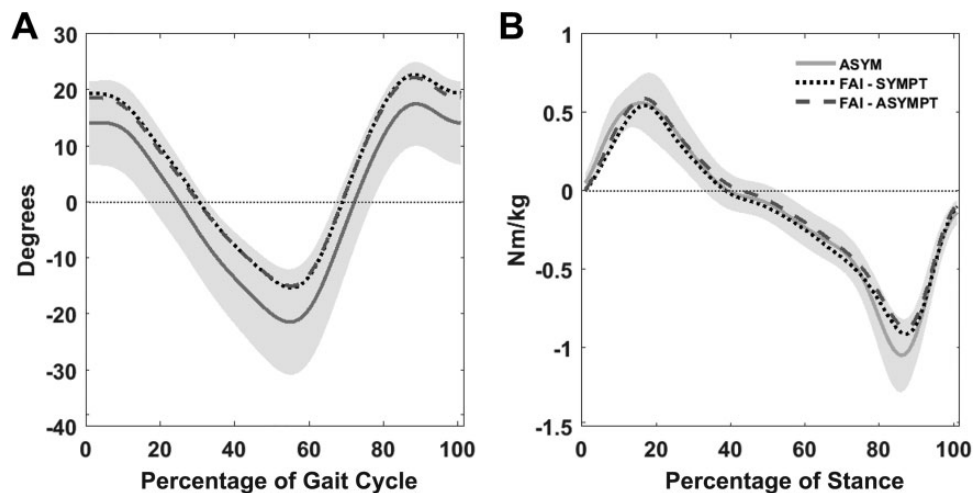 A
30
20
10
0
-10
-20
-30
-40
Degrees
0 20 40 60 80 100
Percentage of Gait Cycle
B
1
0.5
0
-0.5
-1
-1.5
Nm/kg
ASYM
FAI - SYMPT
FAI - ASYMPT
0 20 40 60 80 100
Percentage of Stance